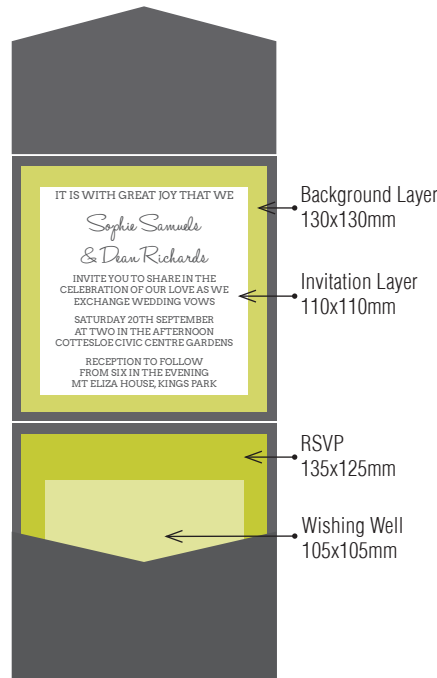 IT IS WITH GREAT JOY THAT WE
Sophie Samuels
& Dean Richards
INVITE YOU TO SHARE IN THE
CELEBRATION OF OUR LOVE AS WE
EXCHANGE WEDDING VOWS
SATURDAY 20TH SEPTEMBER
AT TWO IN THE AFTERNOON
COTTESLOE CIVIC CENTRE GARDENS
RECEPTION TO FOLLOW
FROM SIX IN THE EVENING
MT ELIZA HOUSE, KINGS PARK
Background Layer
130x130mm
Invitation Layer
110x110mm
RSVP
135x125mm
Wishing Well
105x105mm